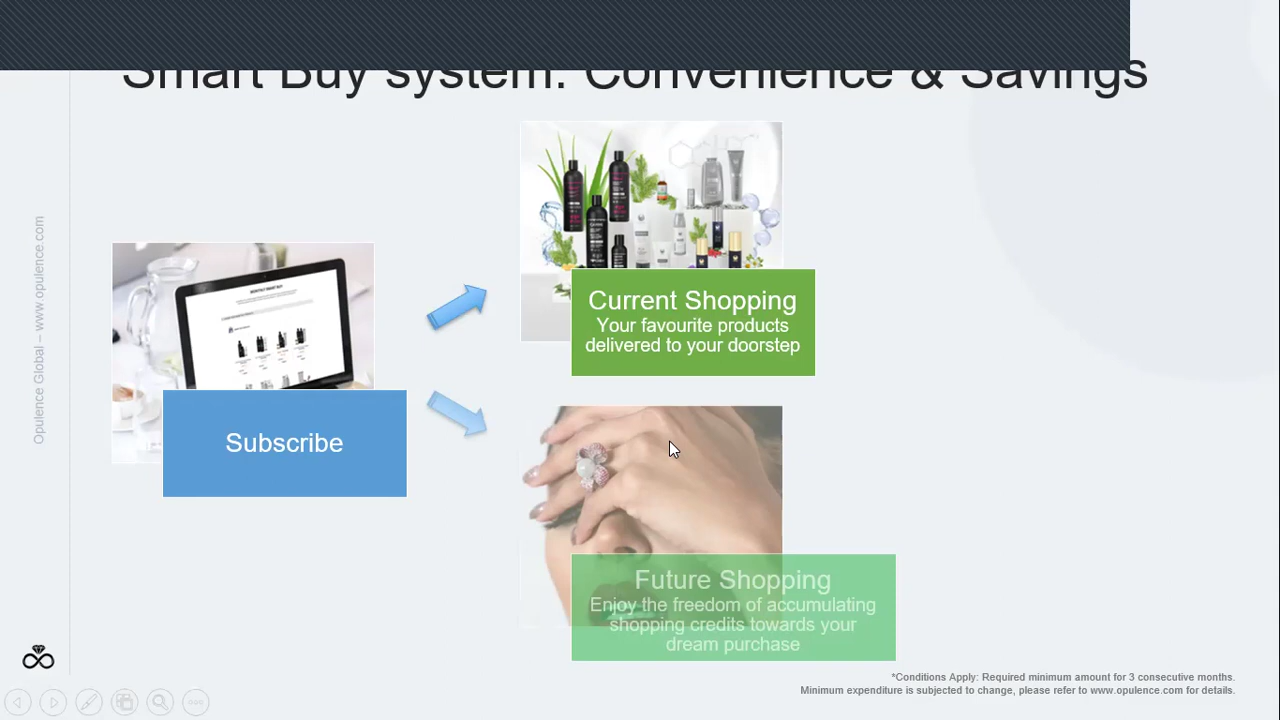 Smart Buy system: Convenience & Savings
Opulence Global – www.opulence.com
Current Shopping
Your favourite products
delivered to your doorstep
Subscribe
Future Shopping
Enjoy the freedom of accumulating
shopping credits towards your
dream purchase
*Conditions Apply: Required minimum amount for 3 consecutive months.
Minimum expenditure is subjected to change, please refer to www.opulence.com for details.